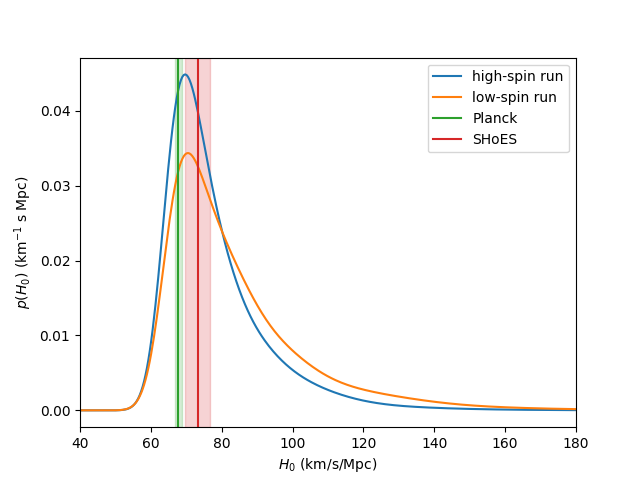 high-spin run
low-spin run
Planck
SHoES
0.04
0.03
0.02
0.01
0.00
p(H₀) (km⁻¹ s Mpc)
40 60 80 100 120 140 160 180
H₀ (km/s/Mpc)